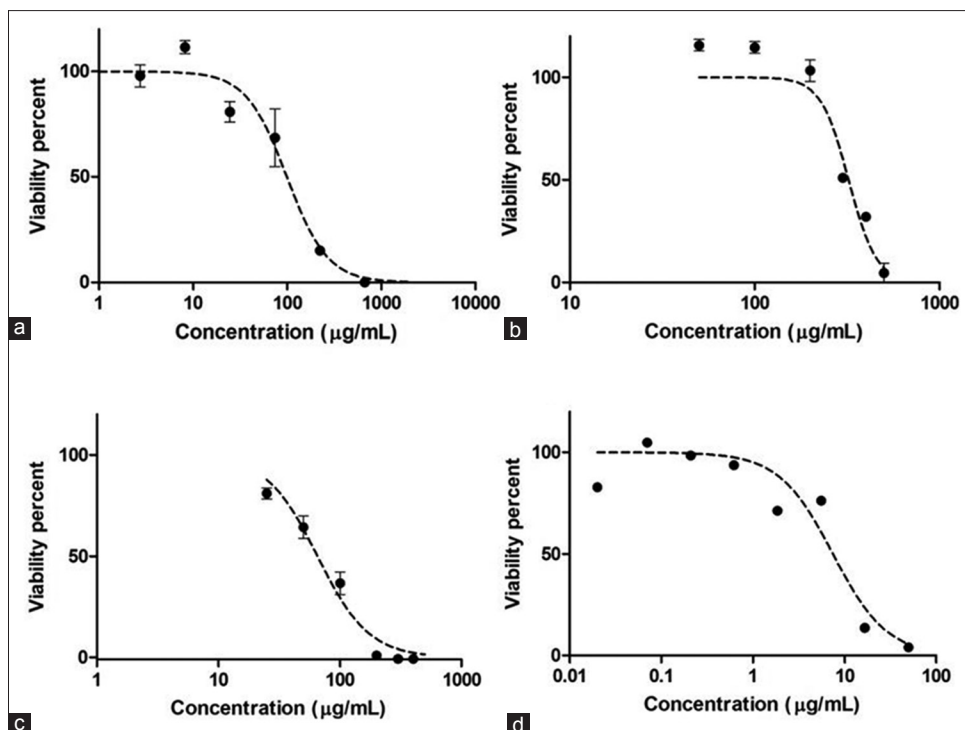 100
50
0
Viability percent
1 10 100 1000 10000
Concentration (μg/mL)
a
100
50
0
Viability percent
10 100 1000
Concentration (μg/mL)
b
100
50
0
Viability percent
1 10 100 1000
Concentration (μg/mL)
c
100
50
0
Viability percent
0.01 0.1 1 10 100
Concentration (μg/mL)
d